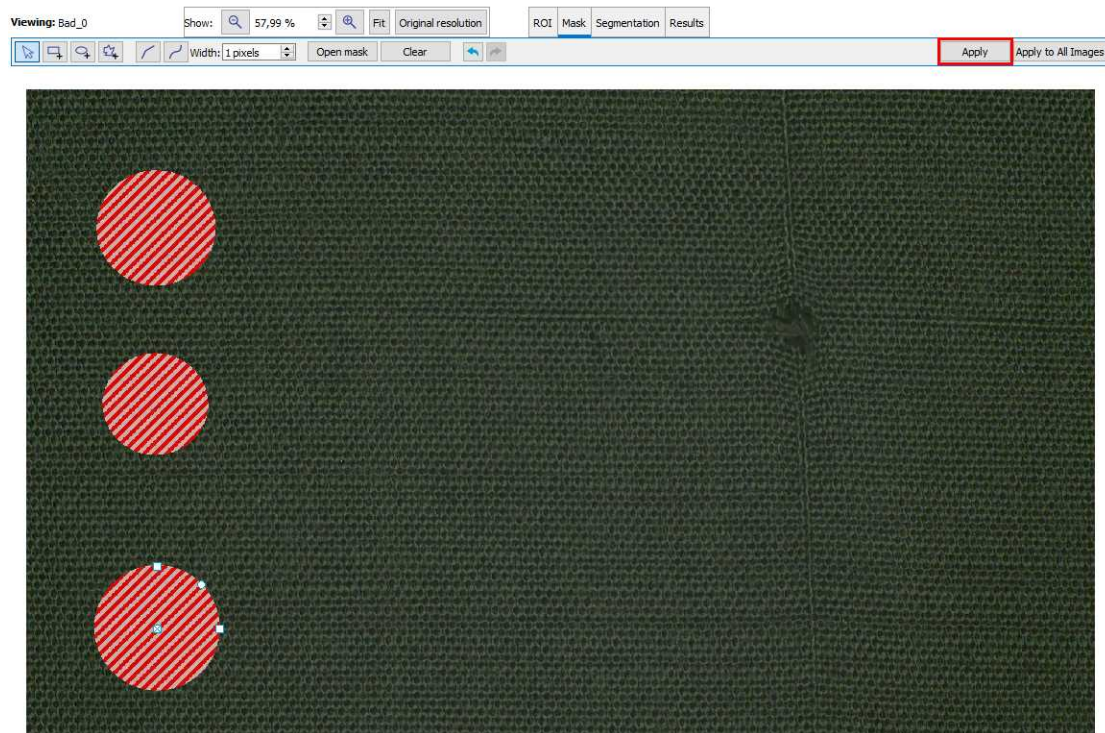 Viewing: Bad_0 Show: 57,99 % Fit Original resolution ROI Mask Segmentation Results
Width: 1 pixels Open mask Clear Apply Apply to All Images